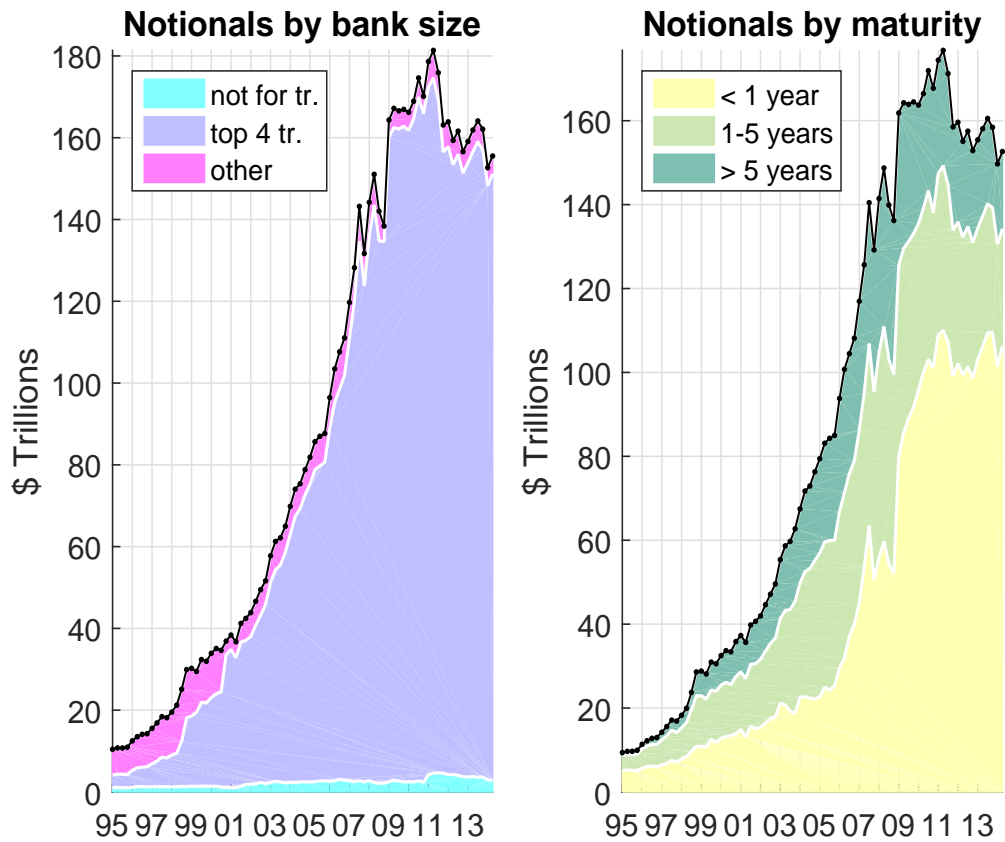 Notionals by bank size
$ Trillions
180
160
140
120
100
80
60
40
20
0
not for tr.
top 4 tr.
other
95 97 99 01 03 05 07 09 11 13
Notionals by maturity
$ Trillions
160
140
120
100
80
60
40
20
0
< 1 year
1-5 years
> 5 years
95 97 99 01 03 05 07 09 11 13